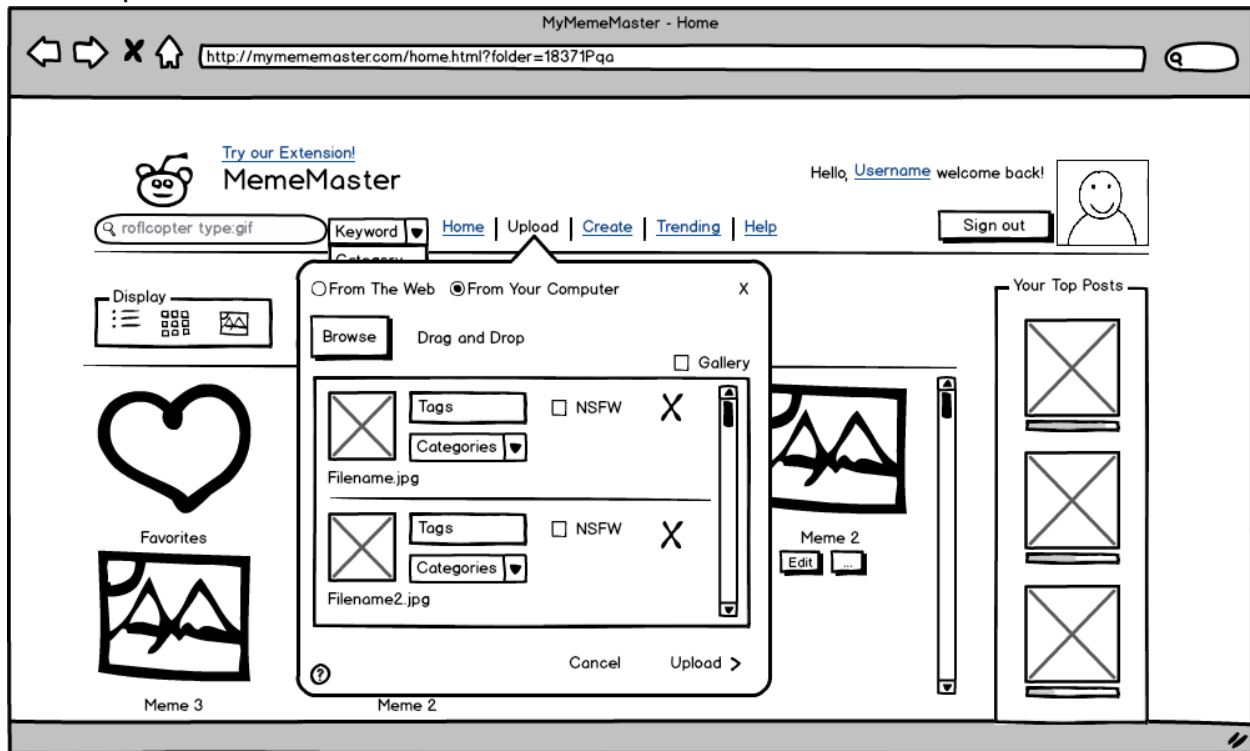 MyMemeMaster - Home
http://mymememaster.com/home.html?folder=18371Pqa
Try our Extension!
MemeMaster
Hello, Username welcome back!
roflcopter type:gif
Keyword
Home | Upload | Create | Trending | Help
Sign out
Category
From The Web From Your Computer X
Display
Your Top Posts
Browse Drag and Drop
Gallery
Tags NSFW X
Categories
Filename.jpg
Tags NSFW X
Categories
Filename2.jpg
Favorites
Meme 2
Edit ...
? Cancel Upload >
Meme 3
Meme 2